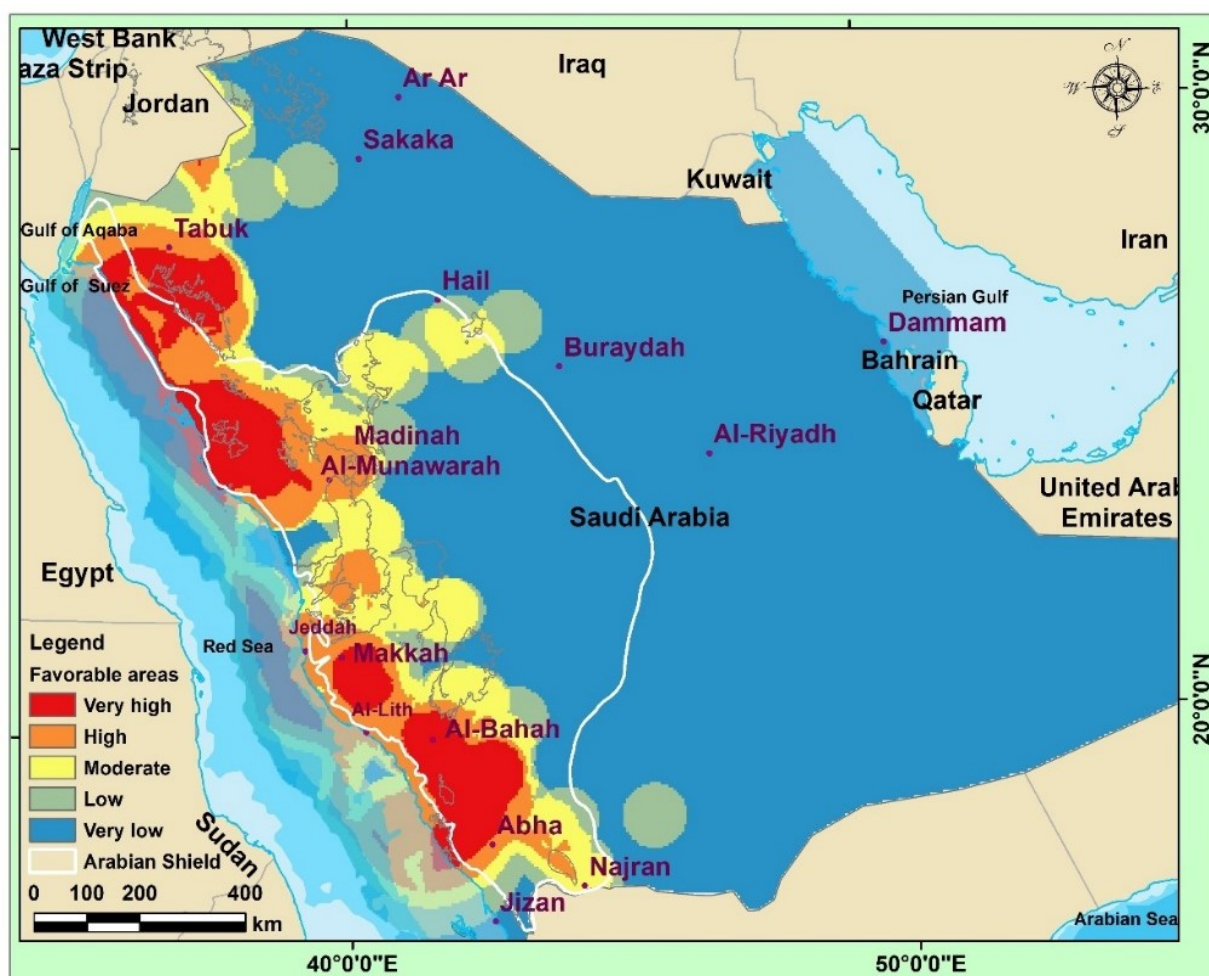 West Bank
aza Strip
Jordan
Iraq
N
W
E
S
30°0'0"N
Ar Ar
Sakaka
Kuwait
Gulf of Aqaba
Tabuk
Iran
Gulf of Suez
Hail
Persian Gulf
Dammam
Buraydah
Bahrain
Qatar
Madinah
Al-Munawarah
Al-Riyadh
Saudi Arabia
United Arab
Emirates
Egypt
Jeddah
Red Sea
Makkah
Al-Lith
Al-Bahah
20°0'0"N
Legend
Favorable areas
Very high
High
Moderate
Low
Very low
Arabian Shield
Sudan
Abha
Najran
Jizan
Arabian Sea
0 100 200 400
km
40°0'0"E
50°0'0"E